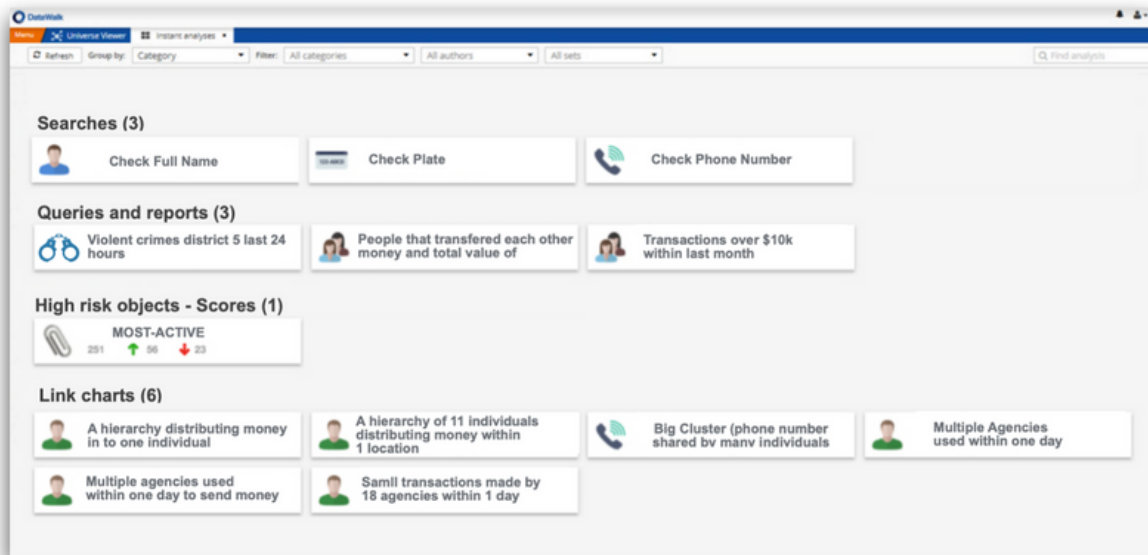 DataWalk
Menu Universe Viewer Instant analyses
Refresh Group by: Category Filter: All categories All authors All sets Find analysis
Searches (3)
Check Full Name
Check Plate
Check Phone Number
Queries and reports (3)
Violent crimes district 5 last 24
hours
People that transfered each other
money and total value of
Transactions over $10k
within last month
High risk objects - Scores (1)
MOST-ACTIVE
251 56 23
Link charts (6)
A hierarchy distributing money
in to one individual
A hierarchy of 11 individuals
distributing money within
1 location
Big Cluster (phone number
shared by many individuals
Multiple Agencies
used within one day
Multiple agencies used
within one day to send money
Samll transactions made by
18 agencies within 1 day